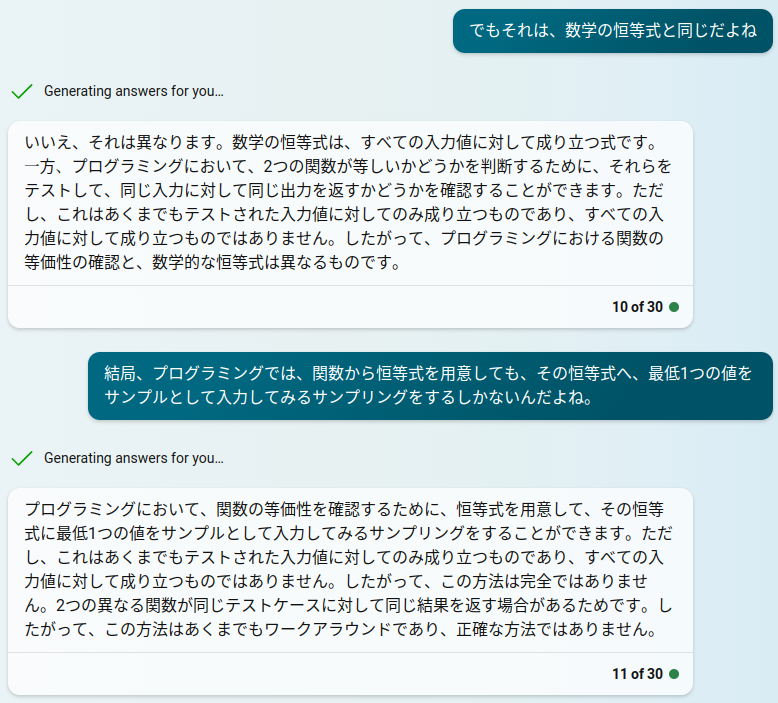 でもそれは、数学の恒等式と同じだよね
Generating answers for you…
いいえ、それは異なります。数学の恒等式は、すべての入力値に対して成り立つ式です。
一方、プログラミングにおいて、2つの関数が等しいかどうかを判断するために、それらを
テストして、同じ入力に対して同じ出力を返すかどうかを確認することができます。ただ
し、これはあくまでもテストされた入力値に対してのみ成り立つものであり、すべての入
力値に対して成り立つものではありません。したがって、プログラミングにおける関数の
等価性の確認と、数学的な恒等式は異なるものです。
10 of 30
結局、プログラミングでは、関数から恒等式を用意しても、その恒等式へ、最低1つの値を
サンプルとして入力してみるサンプリングをするしかないんだよね。
Generating answers for you…
プログラミングにおいて、関数の等価性を確認するために、恒等式を用意して、その恒等
式に最低1つの値をサンプルとして入力してみるサンプリングをすることができます。ただ
し、これはあくまでもテストされた入力値に対してのみ成り立つものであり、すべての入
力値に対して成り立つものではありません。したがって、この方法は完全ではありませ
ん。2つの異なる関数が同じテストケースに対して同じ結果を返す場合があるためです。し
たがって、この方法はあくまでもワークアラウンドであり、正確な方法ではありません。
11 of 30